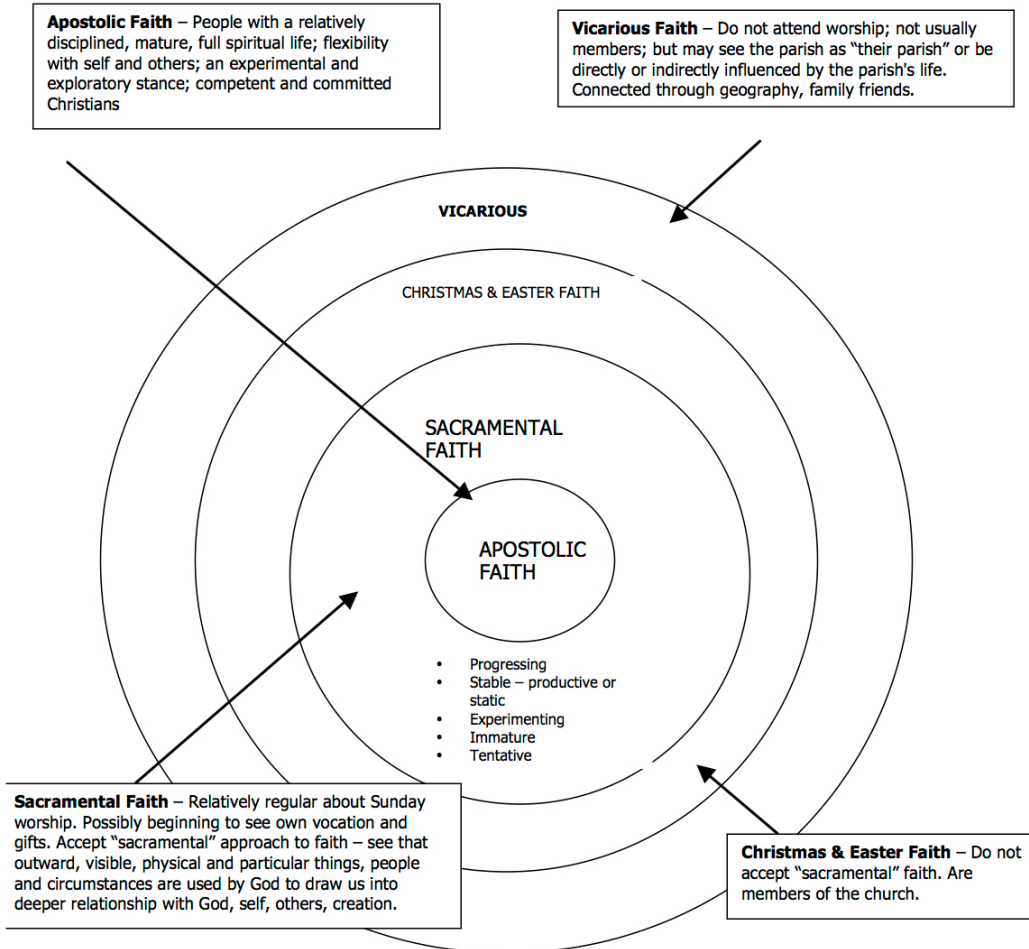 Apostolic Faith – People with a relatively
disciplined, mature, full spiritual life; flexibility
with self and others; an experimental and
exploratory stance; competent and committed
Christians
Vicarious Faith – Do not attend worship; not usually
members; but may see the parish as “their parish” or be
directly or indirectly influenced by the parish's life.
Connected through geography, family friends.
VICARIOUS
CHRISTMAS & EASTER FAITH
SACRAMENTAL
FAITH
APOSTOLIC
FAITH
• Progressing
• Stable – productive or
static
• Experimenting
• Immature
• Tentative
Sacramental Faith – Relatively regular about Sunday
worship. Possibly beginning to see own vocation and
gifts. Accept “sacramental” approach to faith – see that
outward, visible, physical and particular things, people
and circumstances are used by God to draw us into
deeper relationship with God, self, others, creation.
Christmas & Easter Faith – Do not
accept “sacramental” faith. Are
members of the church.